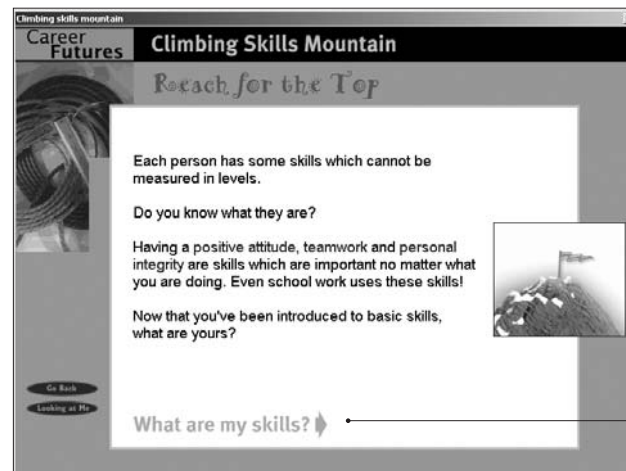 Climbing skills mountain
Career
Futures
Climbing Skills Mountain
Reach for the Top
Each person has some skills which cannot be
measured in levels.
Do you know what they are?
Having a positive attitude, teamwork and personal
integrity are skills which are important no matter what
you are doing. Even school work uses these skills!
Now that you've been introduced to basic skills,
what are yours?
Go Back
Looking at Me
What are my skills?